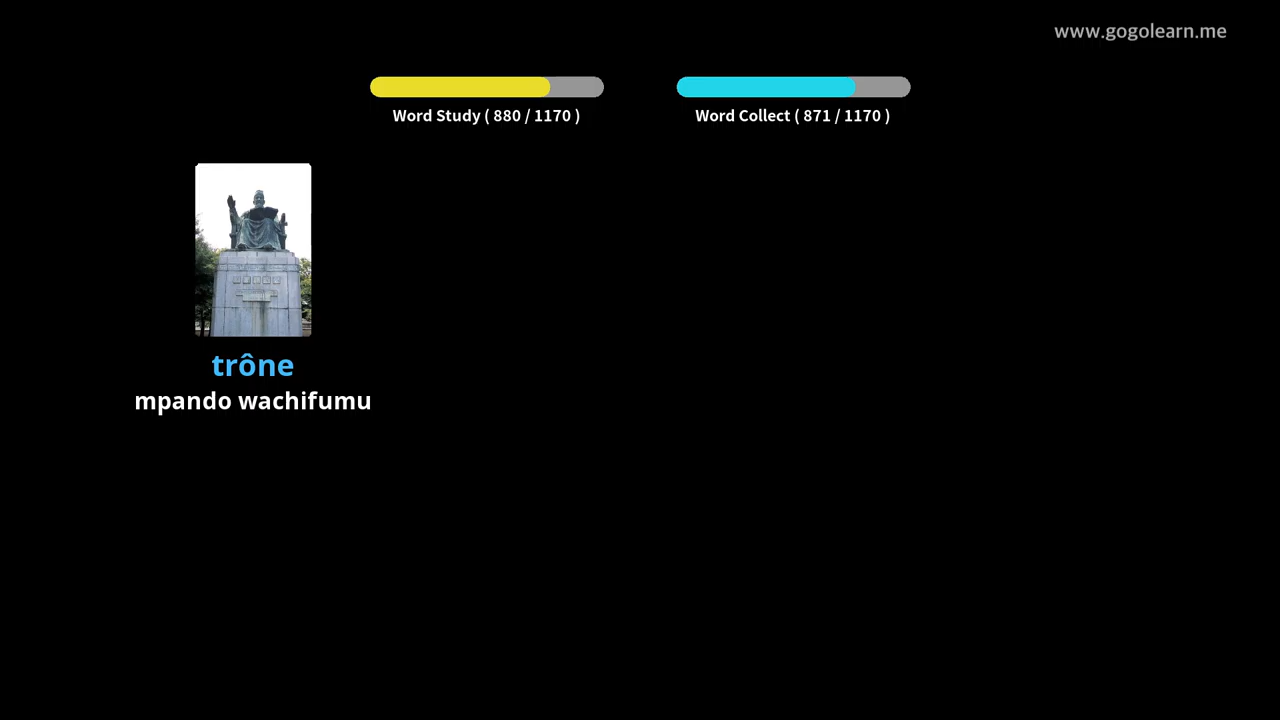 www.gogolearn.me
Word Study ( 880 / 1170 )
Word Collect ( 871 / 1170 )
trône
mpando wachifumu